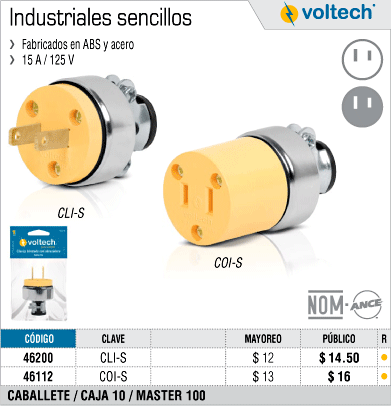 Industriales sencillos
voltech
› Fabricados en ABS y acero
› 15 A / 125 V
CLI-S
COI-S
voltech
NOM-ANCE
CÓDIGO CLAVE MAYOREO PÚBLICO R
46200 CLI-S $ 12 $ 14.50 •
46112 COI-S $ 13 $ 16 •
CABALLETE / CAJA 10 / MASTER 100